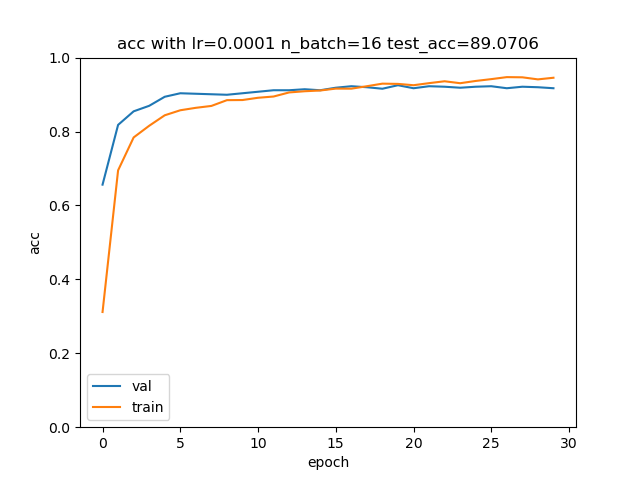 acc with lr=0.0001 n_batch=16 test_acc=89.0706
1.0
0.8
0.6
0.4
0.2
0.0
acc
val
train
0 5 10 15 20 25 30
epoch